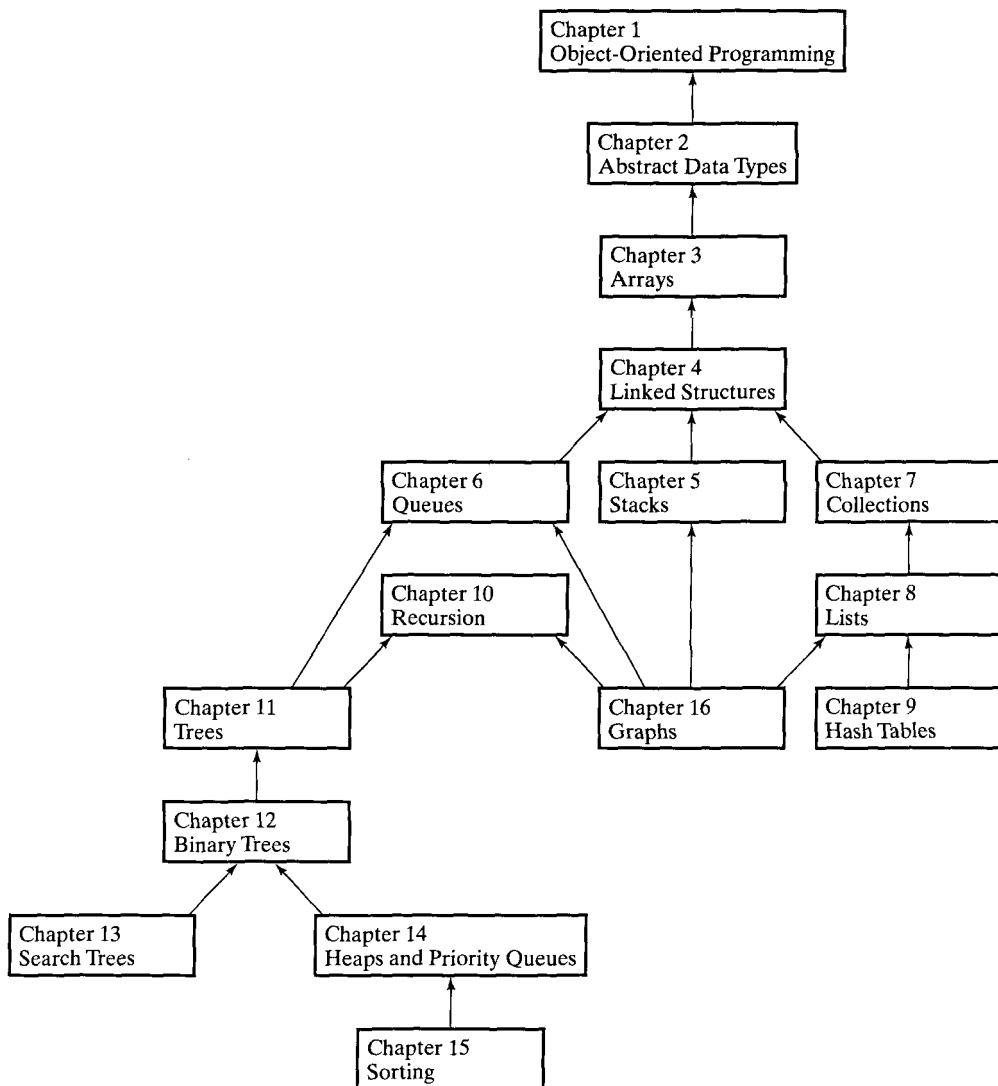 Chapter 1
Object-Oriented Programming
Chapter 2
Abstract Data Types
Chapter 3
Arrays
Chapter 4
Linked Structures
Chapter 6
Queues
Chapter 5
Stacks
Chapter 7
Collections
Chapter 10
Recursion
Chapter 8
Lists
Chapter 11
Trees
Chapter 16
Graphs
Chapter 9
Hash Tables
Chapter 12
Binary Trees
Chapter 13
Search Trees
Chapter 14
Heaps and Priority Queues
Chapter 15
Sorting